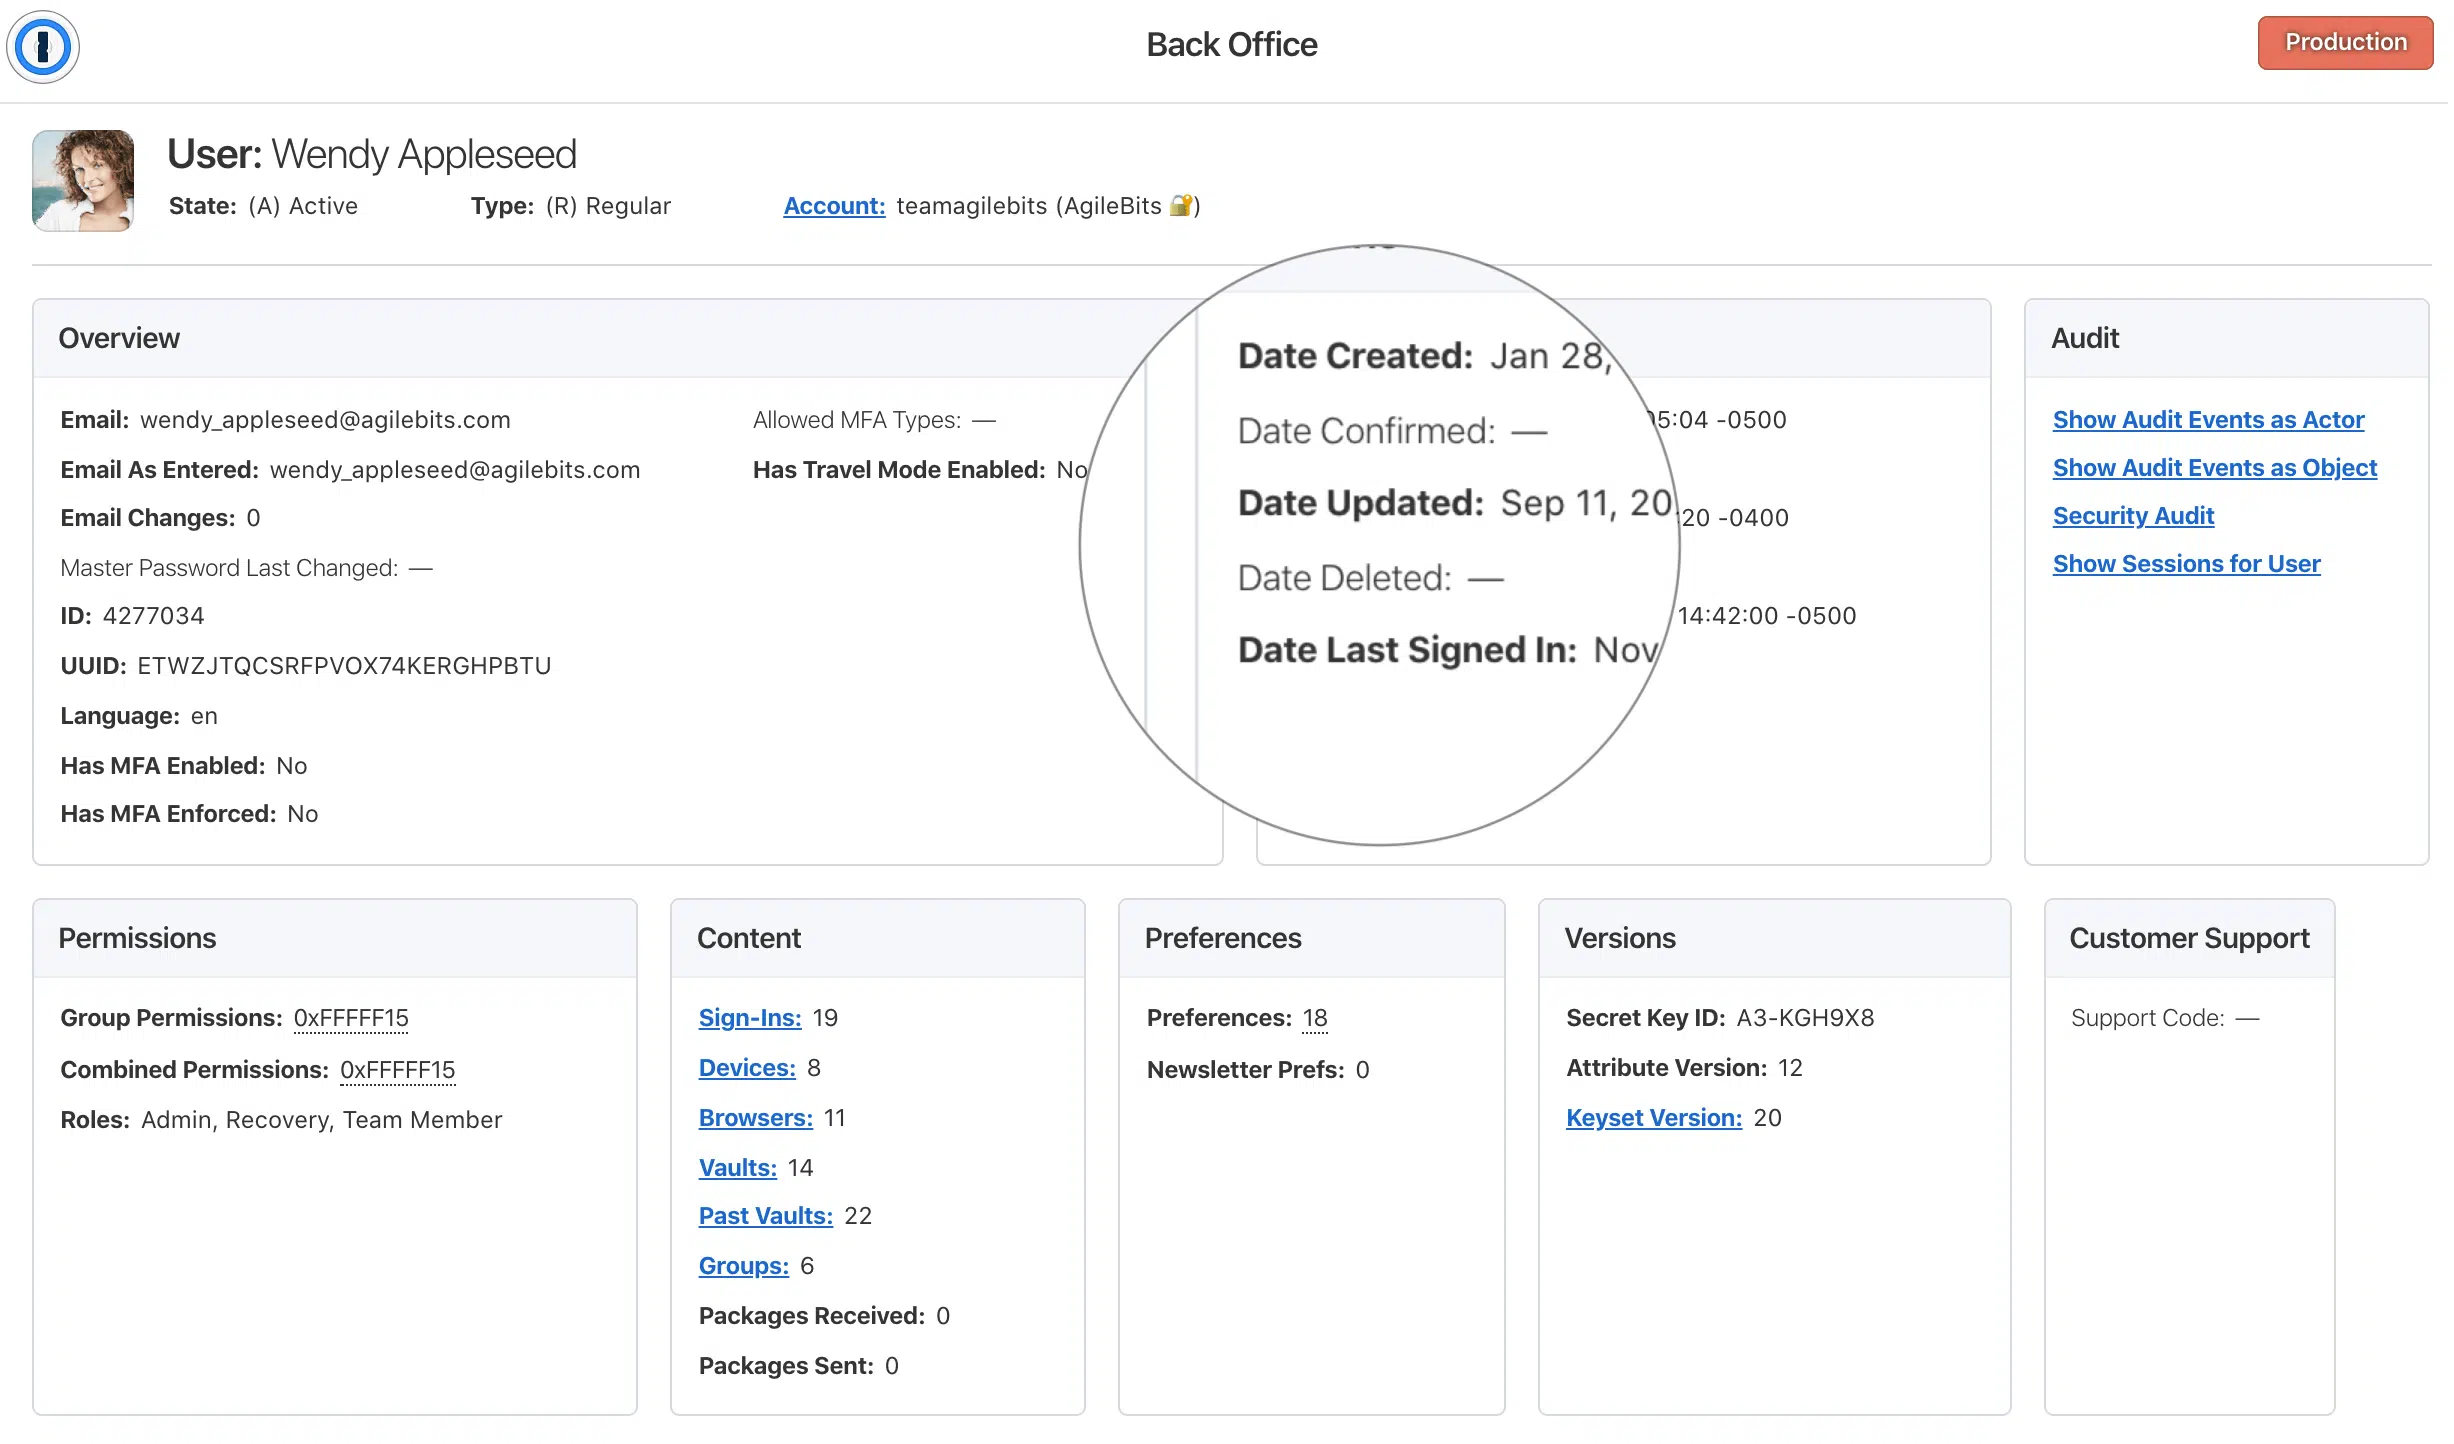 Back Office
Production
User: Wendy Appleseed
State: (A) Active Type: (R) Regular Account: teamagilebits (AgileBits 🔐)
Overview
Email: wendy_appleseed@agilebits.com
Email As Entered: wendy_appleseed@agilebits.com
Email Changes: 0
Master Password Last Changed: —
ID: 4277034
UUID: ETWZJTQCSRFPVOX74KERGHPBTU
Language: en
Has MFA Enabled: No
Has MFA Enforced: No
Allowed MFA Types: —
Has Travel Mode Enabled: No
Date Created: Jan 28, 05:04 -0500
Date Confirmed: —
Date Updated: Sep 11, 20 :20 -0400
Date Deleted: —
Date Last Signed In: Nov 14:42:00 -0500
Audit
Show Audit Events as Actor
Show Audit Events as Object
Security Audit
Show Sessions for User
Permissions
Group Permissions: 0xFFFFF15
Combined Permissions: 0xFFFFF15
Roles: Admin, Recovery, Team Member
Content
Sign-Ins: 19
Devices: 8
Browsers: 11
Vaults: 14
Past Vaults: 22
Groups: 6
Packages Received: 0
Packages Sent: 0
Preferences
Preferences: 18
Newsletter Prefs: 0
Versions
Secret Key ID: A3-KGH9X8
Attribute Version: 12
Keyset Version: 20
Customer Support
Support Code: —